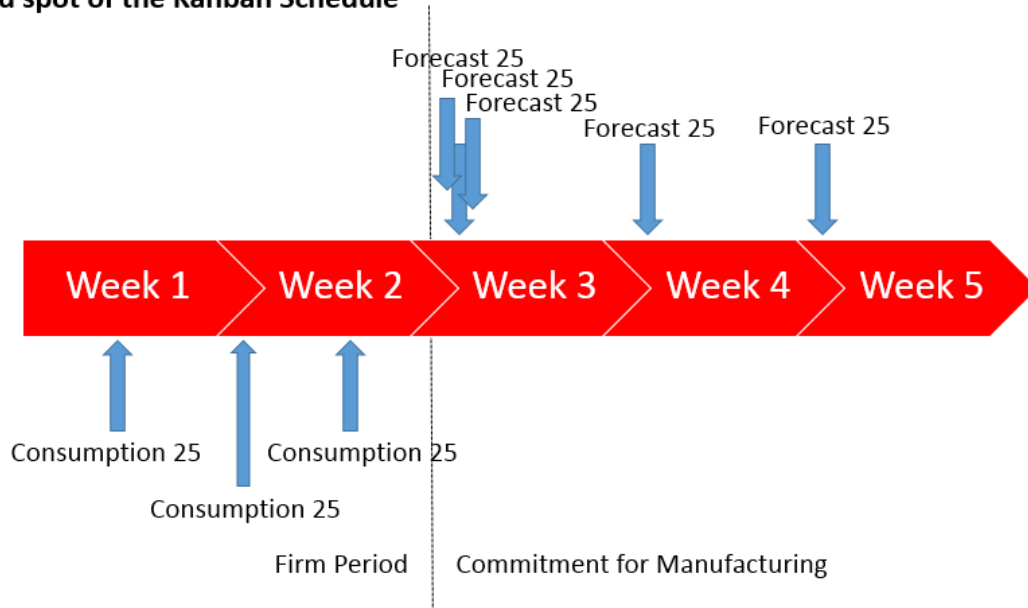 spot of the Kanban Schedule
Forecast 25
Forecast 25
Forecast 25
Forecast 25
Forecast 25
Week 1
Week 2
Week 3
Week 4
Week 5
Consumption 25
Consumption 25
Consumption 25
Firm Period
Commitment for Manufacturing